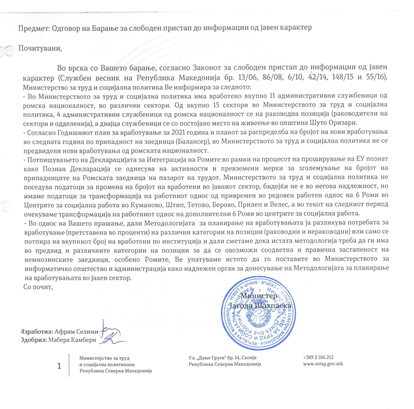 Предмет: Одговор на Барање за слободен пристап до информации од јавен карактер
Почитувани,
Во врска со Вашето барање, согласно Законот за слободен пристап до информации од јавен
карактер (Службен весник на Република Македонија бр. 13/06, 86/08, 6/10, 42/14, 148/15 и 55/16),
Министерство за труд и социјална политика Ве информира за следното:
- Во Министерството за труд и социјална политика има вработено вкупно 11 административни службеници од
ромска националност, во различни сектори. Од вкупно 15 сектори во Министерството за труд и социјална
политика, 4 административни службеници од ромска националност се на раководна позиција (раководители на
сектори и одделенија), а двајца службеници се со постојано место на живеење во општина Шуто Оризари.
- Согласно Годишниот план за вработување за 2021 година и планот за распределба на бројот на нови вработувања
во следната година по припадност на заедница (Балансер), во Министерството за труд и социјална политика не се
предвидени нови вработувања од ромската националност.
- Потпишувањето на Декларацијата за Интеграција на Ромите во рамки на процесот на проширување на ЕУ познат
како Познан Декларација се однесува на активности и превземени мерки за зголемување на бројот на
припадниците на Ромската заедница на пазарот на трудот. Министерството за труд и социјална политика не
поседува податоци за промена на бројот на вработени во јавниот сектор, бидејќи не е во негова надлежност, но
имаме податоци за трансформација на работниот однос од привремен во редовен работен однос на 6 Роми во
Центрите за социјална работа во Куманово, Штип, Тетово, Берово, Прилеп и Велес, а во текот на следниот период
очекуваме трансформација на работниот однос на дополнителни 6 Роми во центрите за социјална работа.
- Во однос на Вашето прашање, дали Методологијата за планирање на вработувањата ја разликува потребата за
вработување (претставена во проценти) на различни категории на позиции (раководни и нераководни) или само се
потпира на вкупниот број на вработени по институција и дали сметаме дека истата методологија треба да ги има
во предвид и различните категории на позиција за да се овозможи соодветна и правична застапеност на
немнозинските заедници, особено Ромите, Ве упатуваме истото да го поставите во Министерството за
информатичко општество и администрација како надлежен орган за донесување на Методологијата за планирање
на вработувањата во јавен сектор.
Со почит,
Министер
Јагода Шахпаска
Изработил: Африм Селими
Одобрил: Мабера Камбери
1
Министерство за труд
и социјална политика
Република Северна Македонија
Ул. „Даме Груев“ бр. 14, Скопје
Република Северна Македонија
+389 2 106 212
www.mtsp.gov.mk